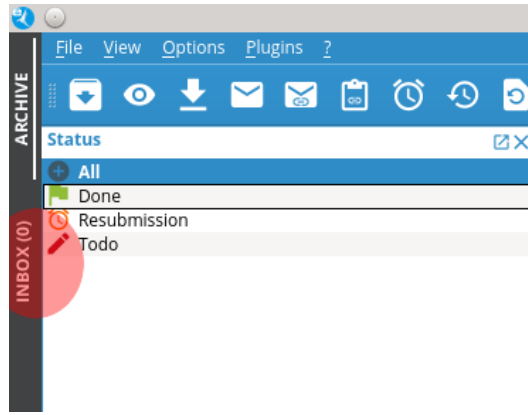 File View Options Plugins ?
ARCHIVE
INBOX (0)
Status
All
Done
Resubmission
Todo